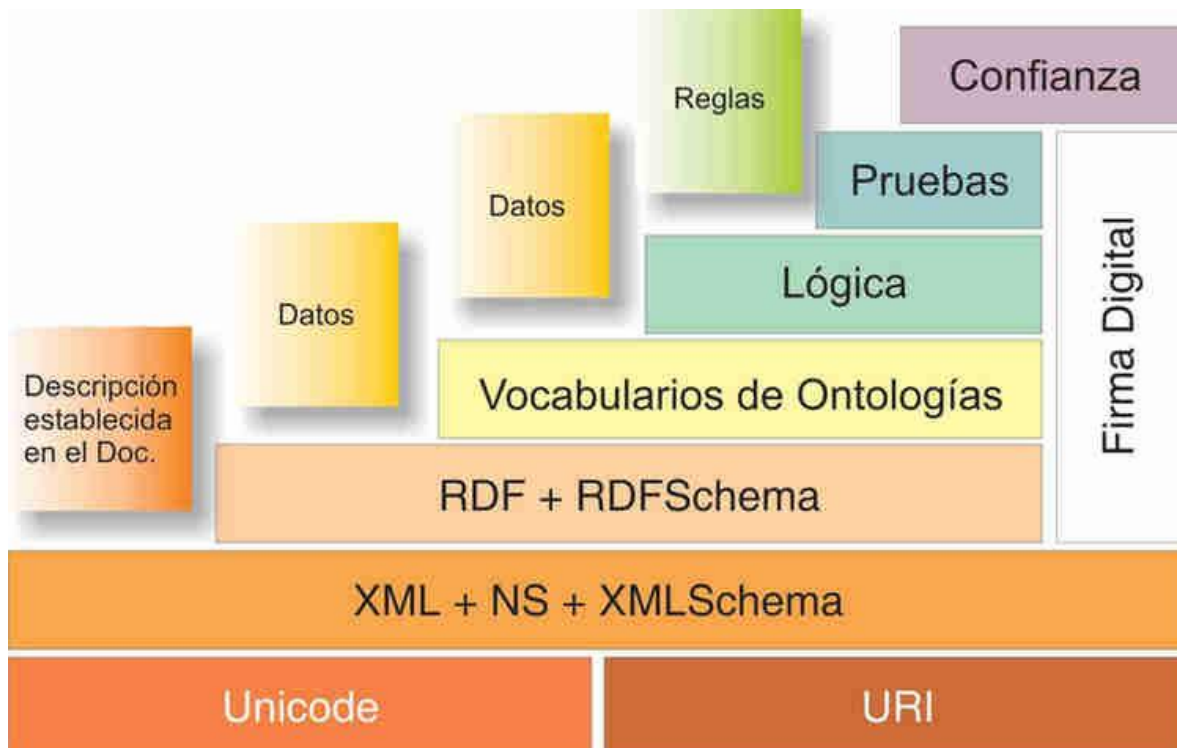 Reglas
Confianza
Datos
Pruebas
Datos
Lógica
Firma Digital
Descripción
establecida
en el Doc.
Vocabularios de Ontologías
RDF + RDFSchema
XML + NS + XMLSchema
Unicode
URI